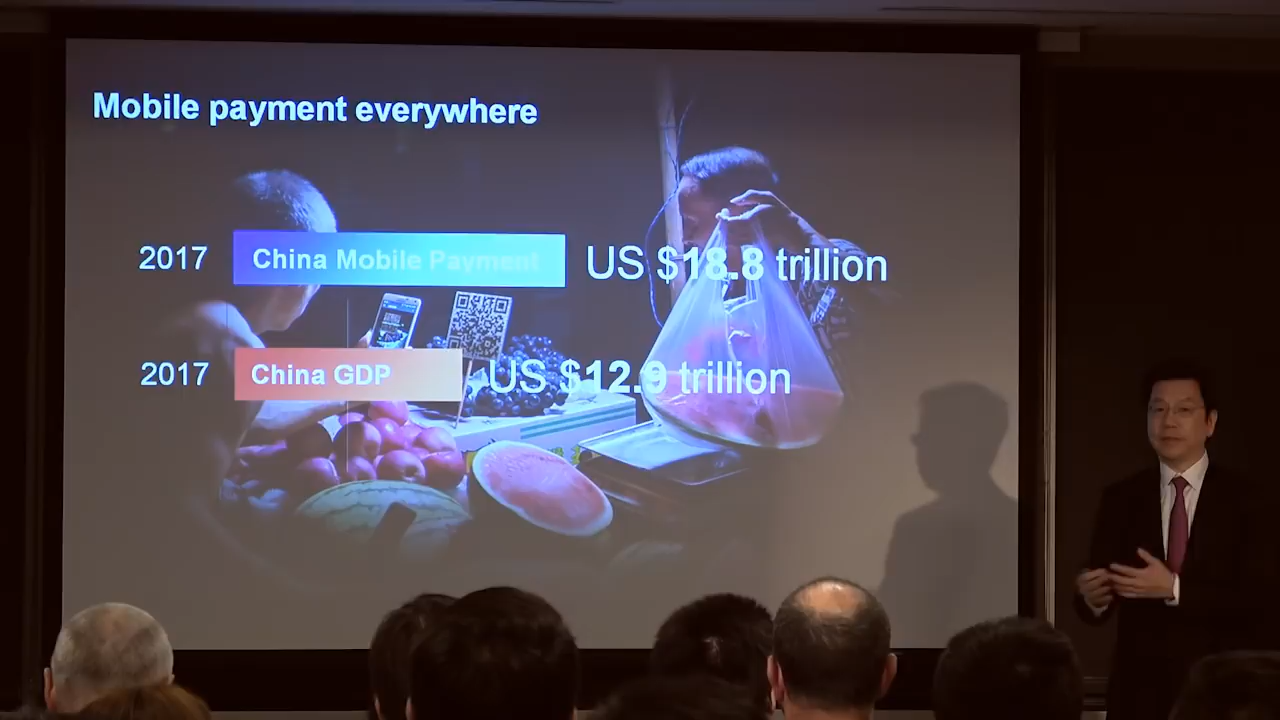 Mobile payment everywhere
2017 China Mobile Payment US $18.8 trillion
2017 China GDP US $12.9 trillion